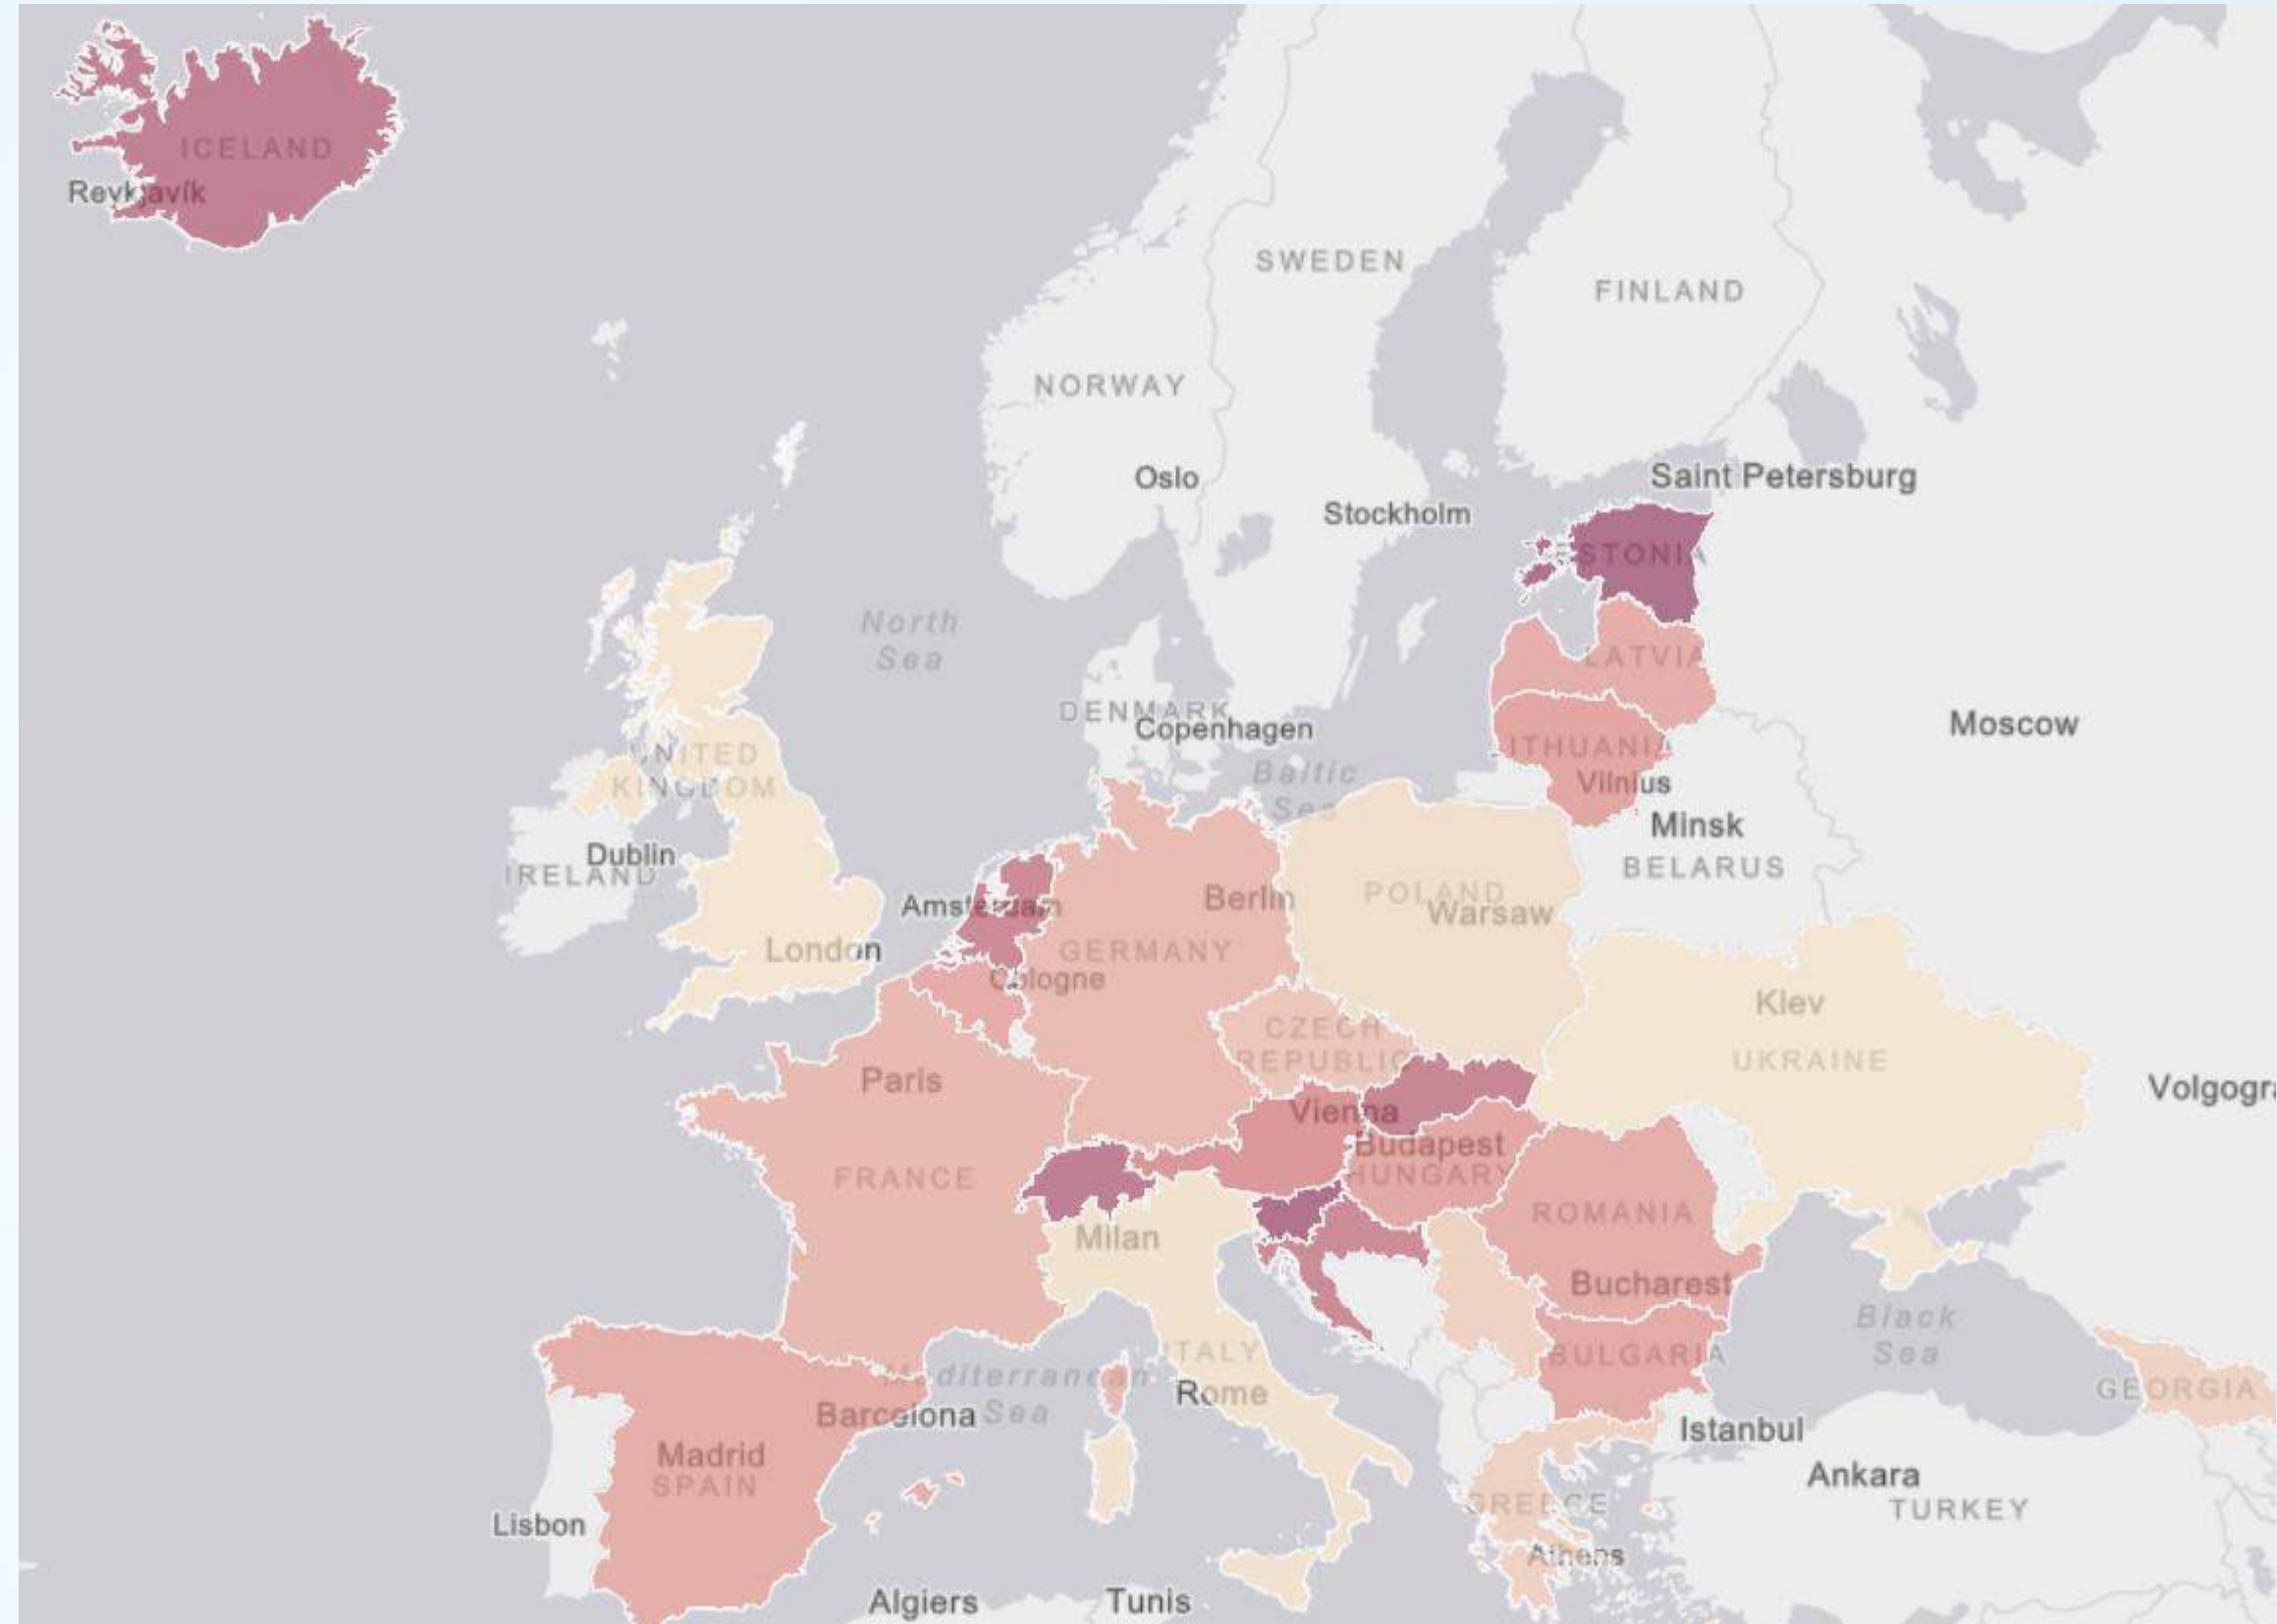 ICELAND
Reykjavík
SWEDEN
FINLAND
NORWAY
Oslo
Saint Petersburg
Stockholm
ESTONIA
North
Sea
LATVIA
DENMARK
Copenhagen
Moscow
LITHUANIA
Vilnius
UNITED
KINGDOM
Baltic
Sea
Minsk
BELARUS
Dublin
IRELAND
Amsterdam
Berlin
POLAND
Warsaw
London
GERMANY
Cologne
Kiev
UKRAINE
CZECH
REPUBLIC
Paris
Volgogr
Vienna
Budapest
HUNGARY
FRANCE
ROMANIA
Milan
Bucharest
Black
Sea
ITALY
BULGARIA
Mediterranean
Sea
Rome
GEORGIA
Barcelona
Istanbul
Madrid
SPAIN
Ankara
TURKEY
GREECE
Lisbon
Athens
Algiers
Tunis